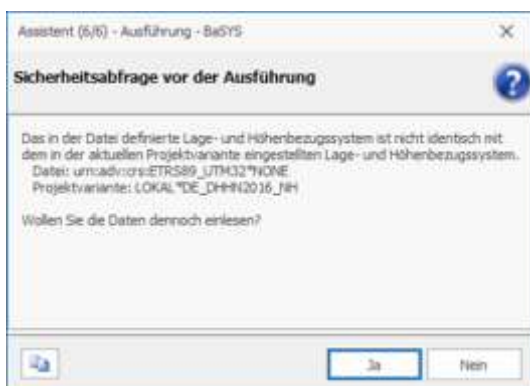 Assistent (6/6) - Ausführung - BaSYS
Sicherheitsabfrage vor der Ausführung
Das in der Datei definierte Lage- und Höhenbezugssystem ist nicht identisch mit
dem in der aktuellen Projektvariante eingestellten Lage- und Höhenbezugssystem.
Datei: urn:adv:crs:ETRS89_UTM32*NONE
Projektvariante: LOKAL*DE_DHHN2016_NH
Wollen Sie die Daten dennoch einlesen?
Ja
Nein